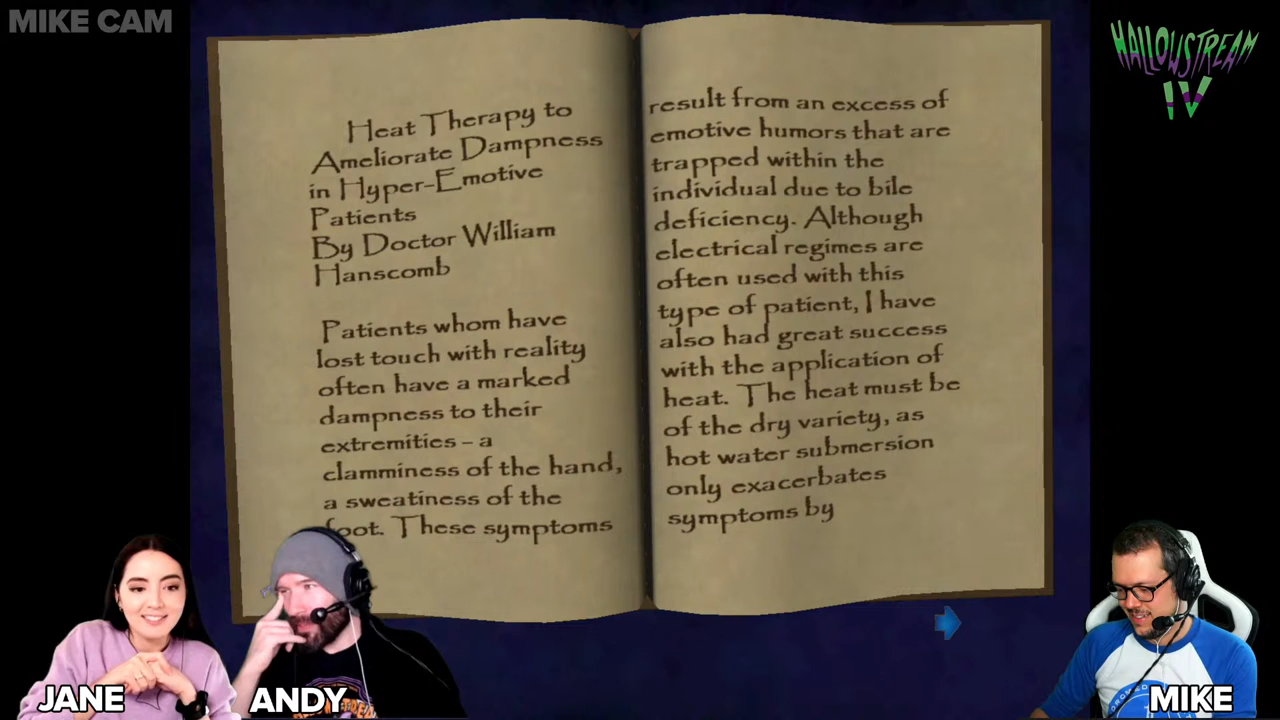 MIKE CAM
HALLOWSTREAM
IV
Heat Therapy to
Ameliorate Dampness
in Hyper-Emotive
Patients
By Doctor William
Hanscomb
Patients whom have
lost touch with reality
often have a marked
dampness to their
extremities – a
clamminess of the hand,
a sweatiness of the
foot. These symptoms
result from an excess of
emotive humors that are
trapped within the
individual due to bile
deficiency. Although
electrical regimes are
often used with this
type of patient, I have
also had great success
with the application of
heat. The heat must be
of the dry variety, as
hot water submersion
only exacerbates
symptoms by
JANE
ANDY
MIKE